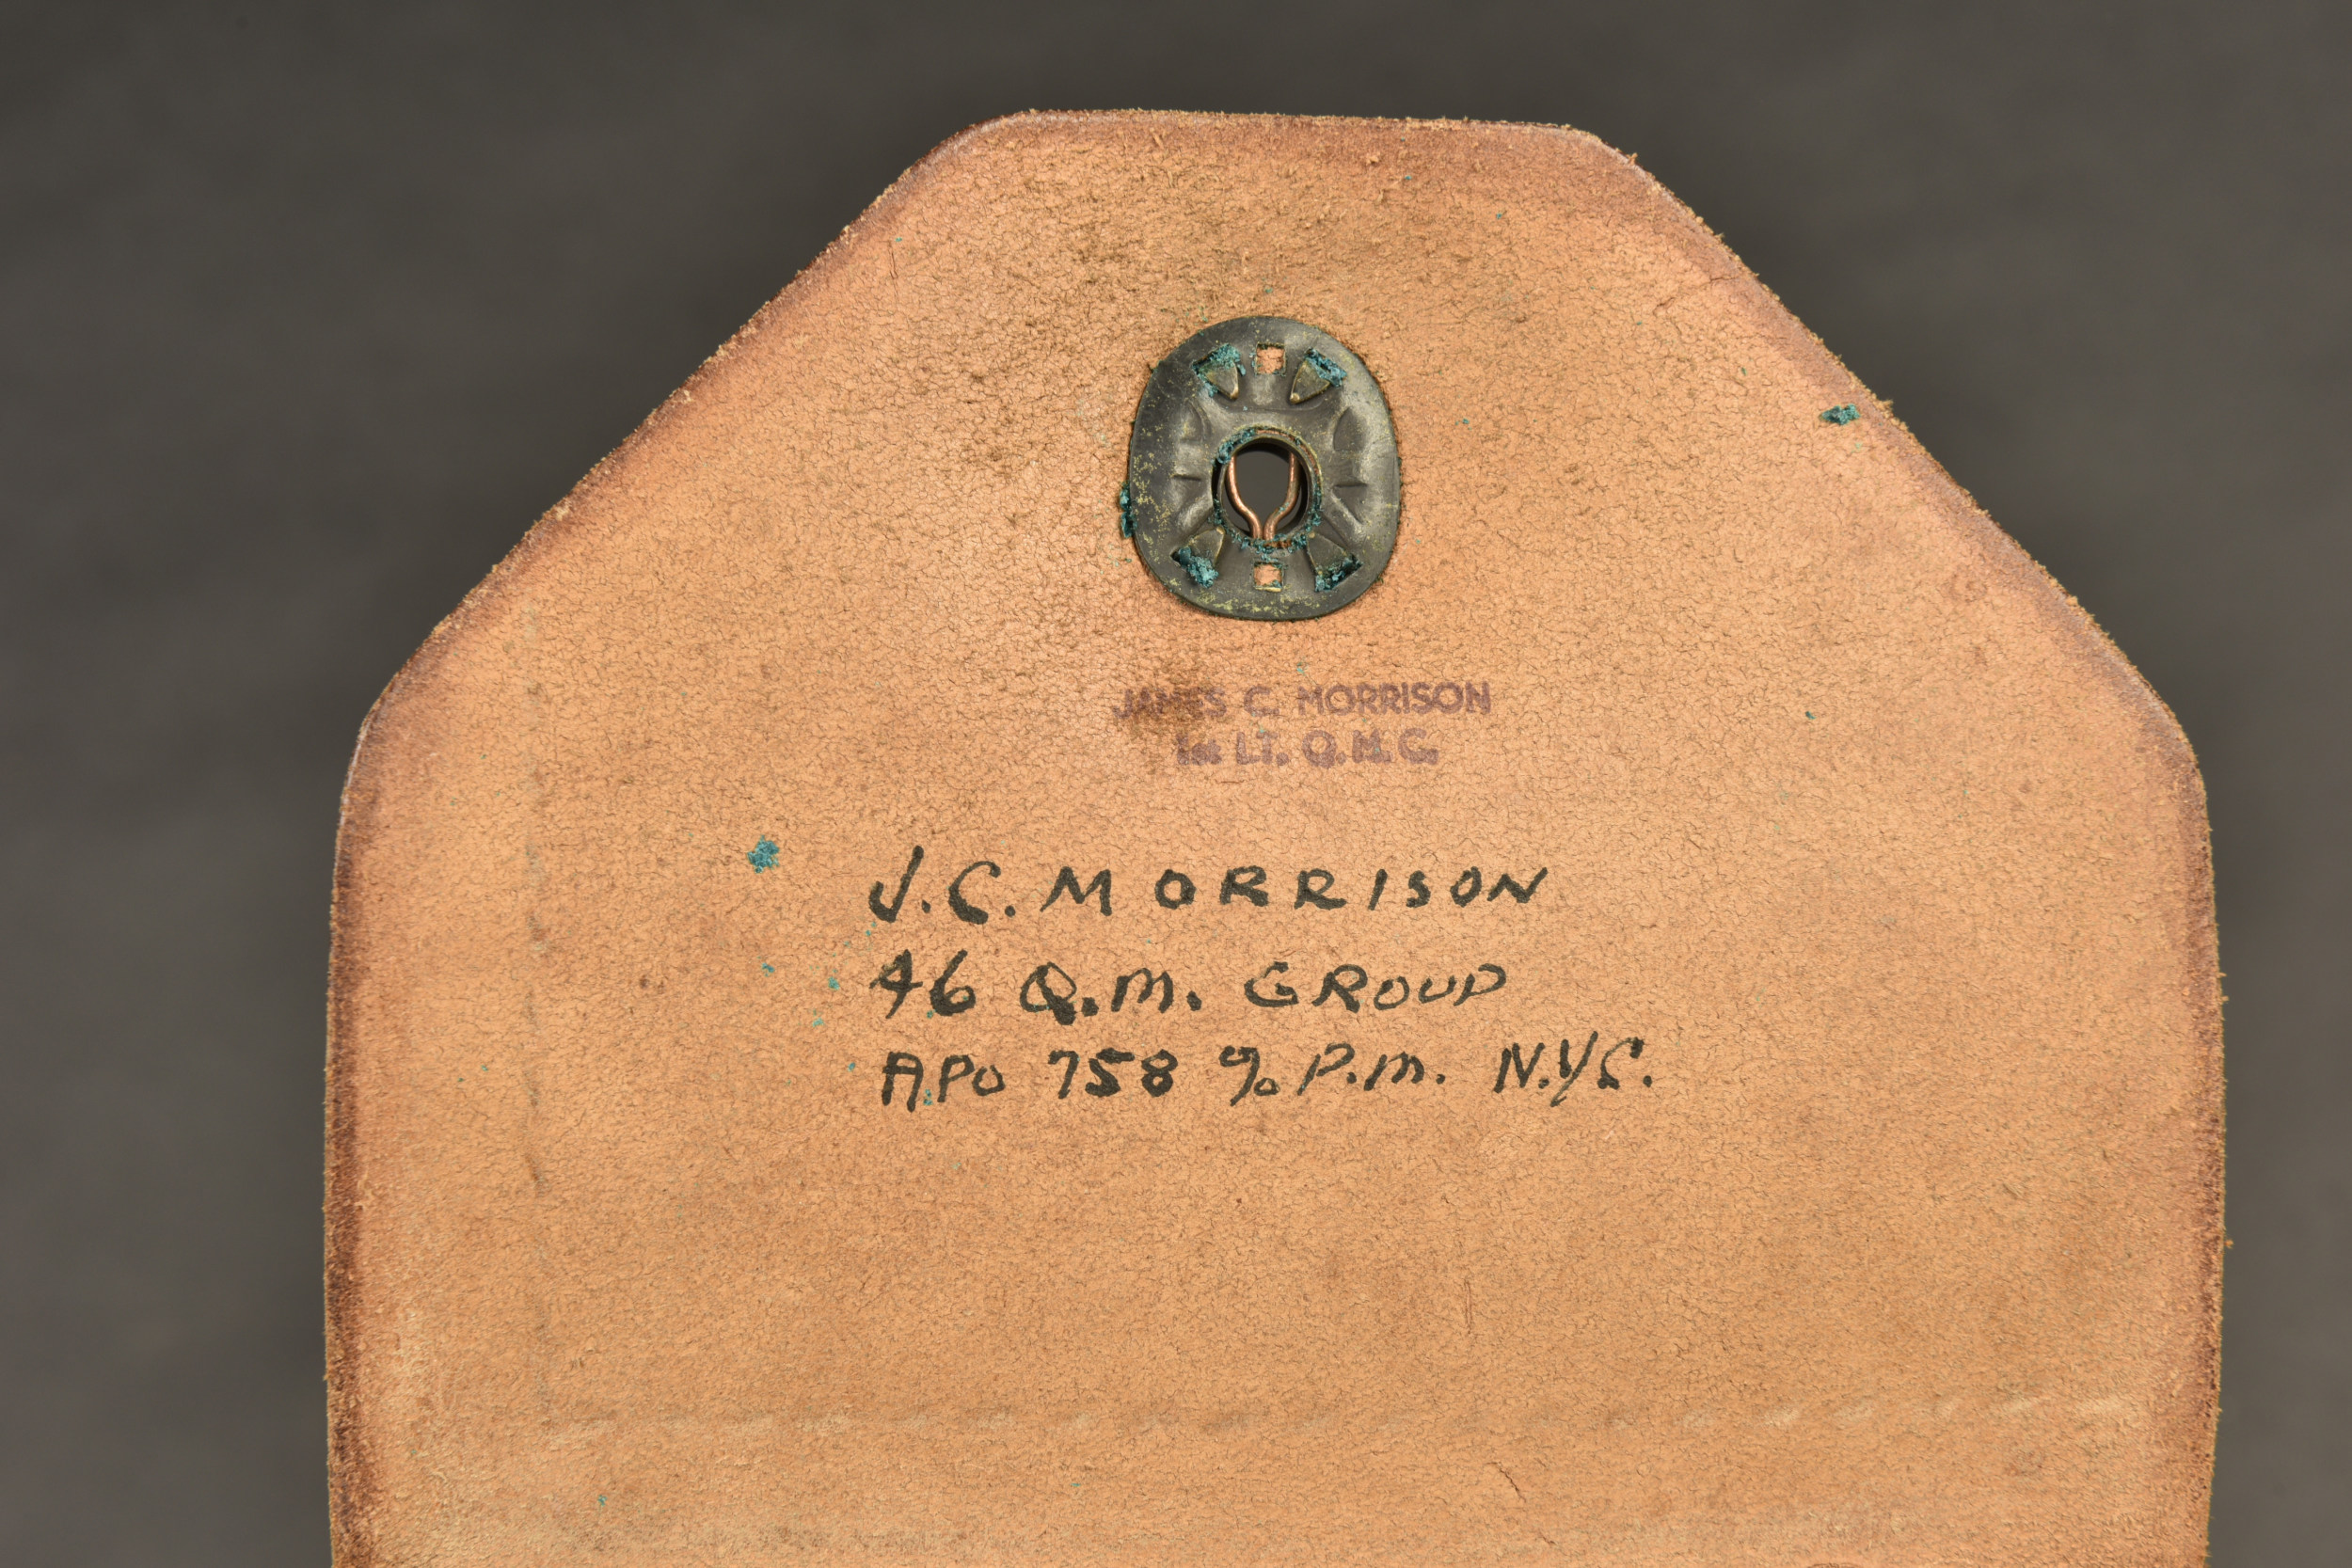 JAMES C. MORRISON
1st LT. Q.M.C.
J.C. MORRISON
46 Q.M. GROUP
APO 758 % P.M. N.Y.C.